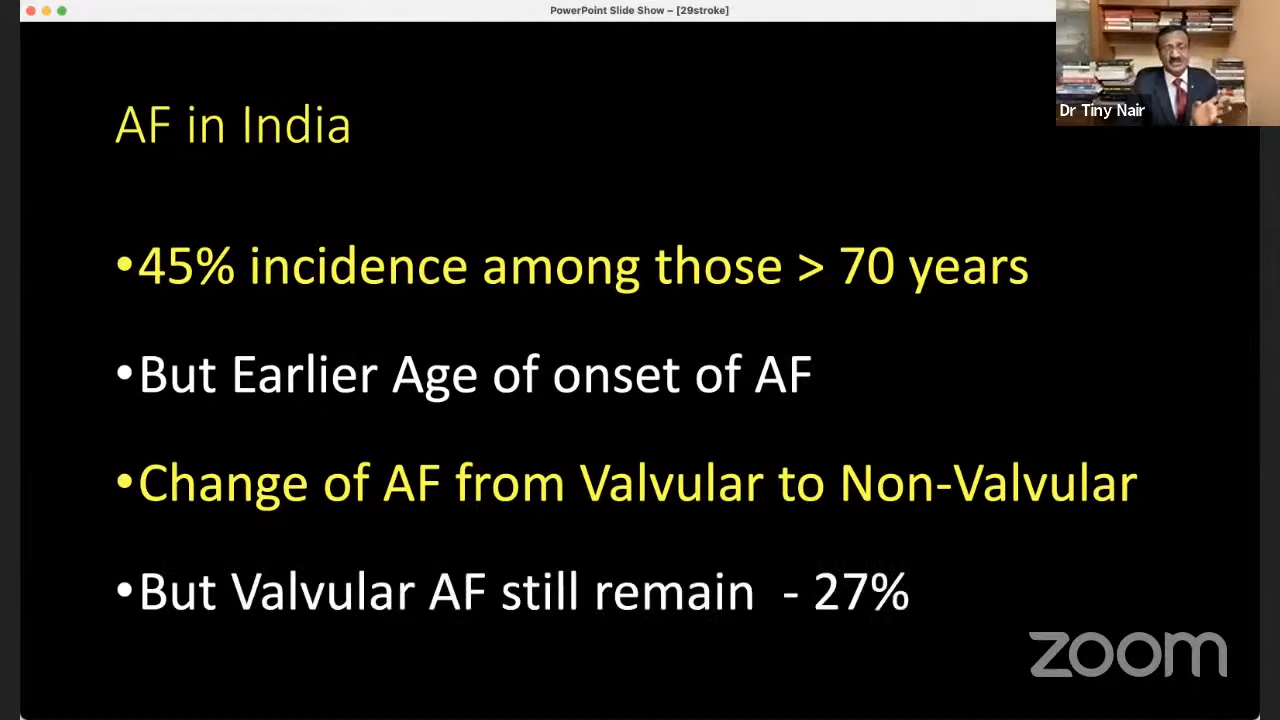 PowerPoint Slide Show – [29stroke]
Dr Tiny Nair
AF in India
•45% incidence among those > 70 years
•But Earlier Age of onset of AF
•Change of AF from Valvular to Non-Valvular
•But Valvular AF still remain - 27%
zoom